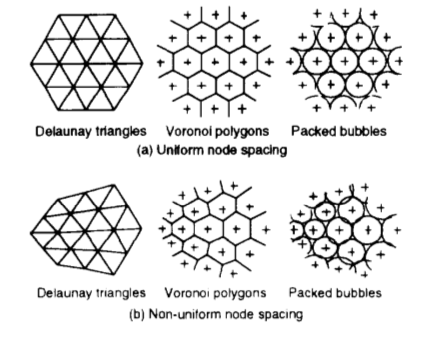 Delaunay triangles Voronoi polygons Packed bubbles
(a) Uniform node spacing
Delaunay triangles Voronoi polygons Packed bubbles
(b) Non-uniform node spacing